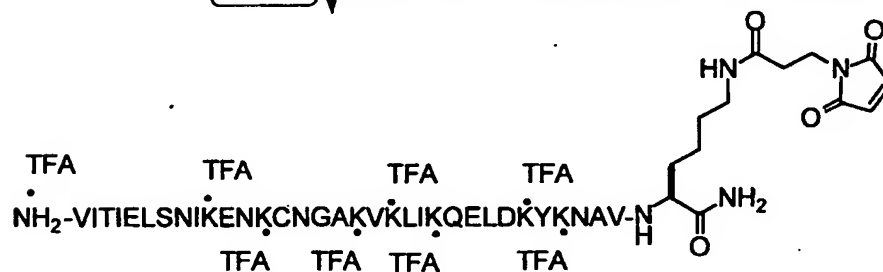 O O
HN N
O
TFA TFA TFA TFA
NH₂-VITIELSNIKENKCNGAKVKLIKQELDKYKNAV-N NH₂
H O
TFA TFA TFA TFA